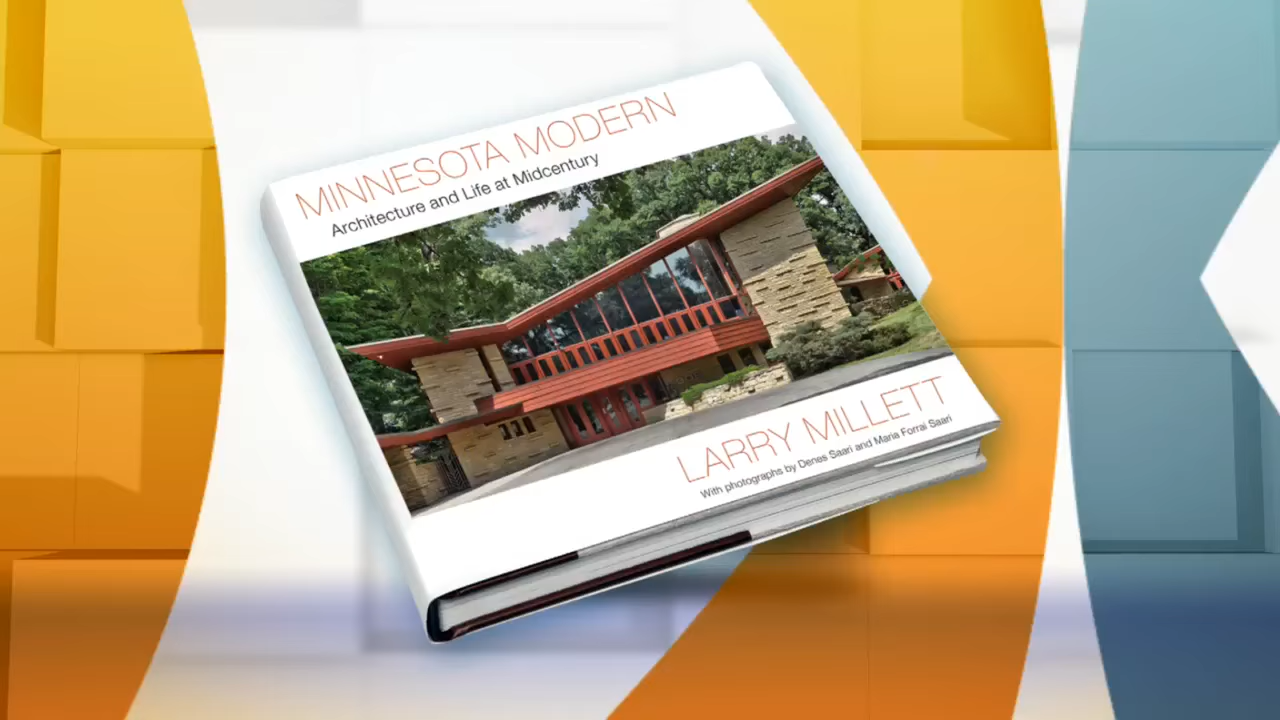 MINNESOTA MODERN
Architecture and Life at Midcentury
LARRY MILLETT
With photographs by Denes Saari and Maria Forrai Saari